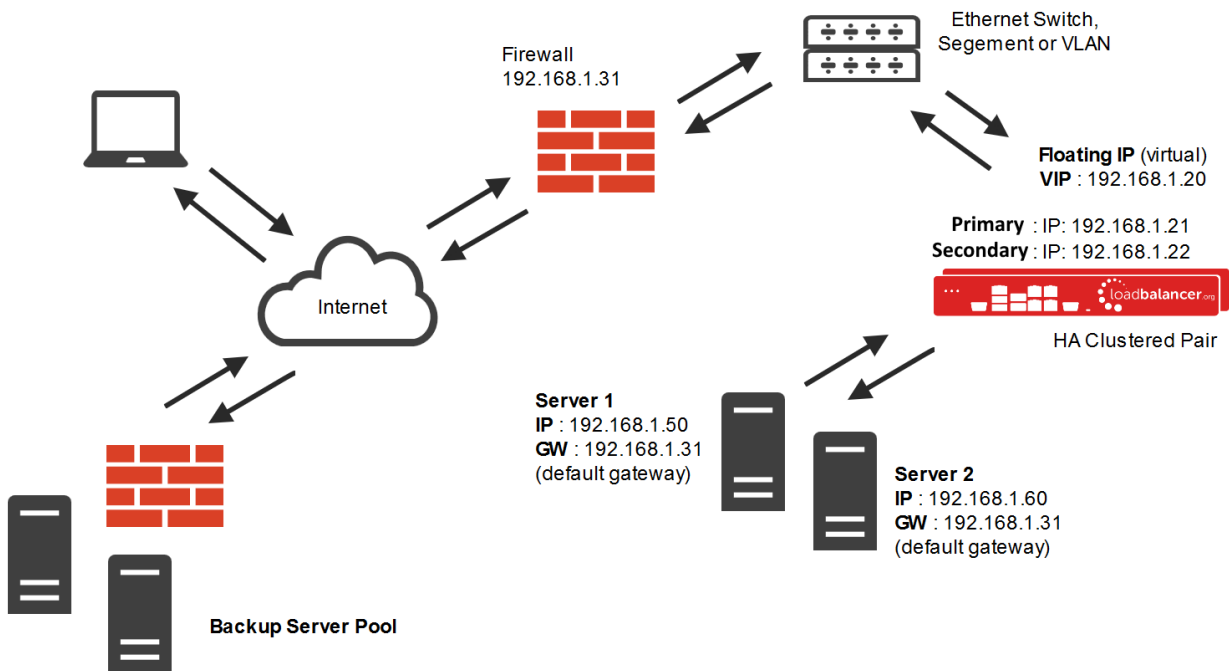 Ethernet Switch,
Segement or VLAN
Firewall
192.168.1.31
Floating IP (virtual)
VIP : 192.168.1.20
Primary : IP: 192.168.1.21
Secondary : IP: 192.168.1.22
loadbalancer.org
HA Clustered Pair
Internet
Server 1
IP : 192.168.1.50
GW : 192.168.1.31
(default gateway)
Server 2
IP : 192.168.1.60
GW : 192.168.1.31
(default gateway)
Backup Server Pool